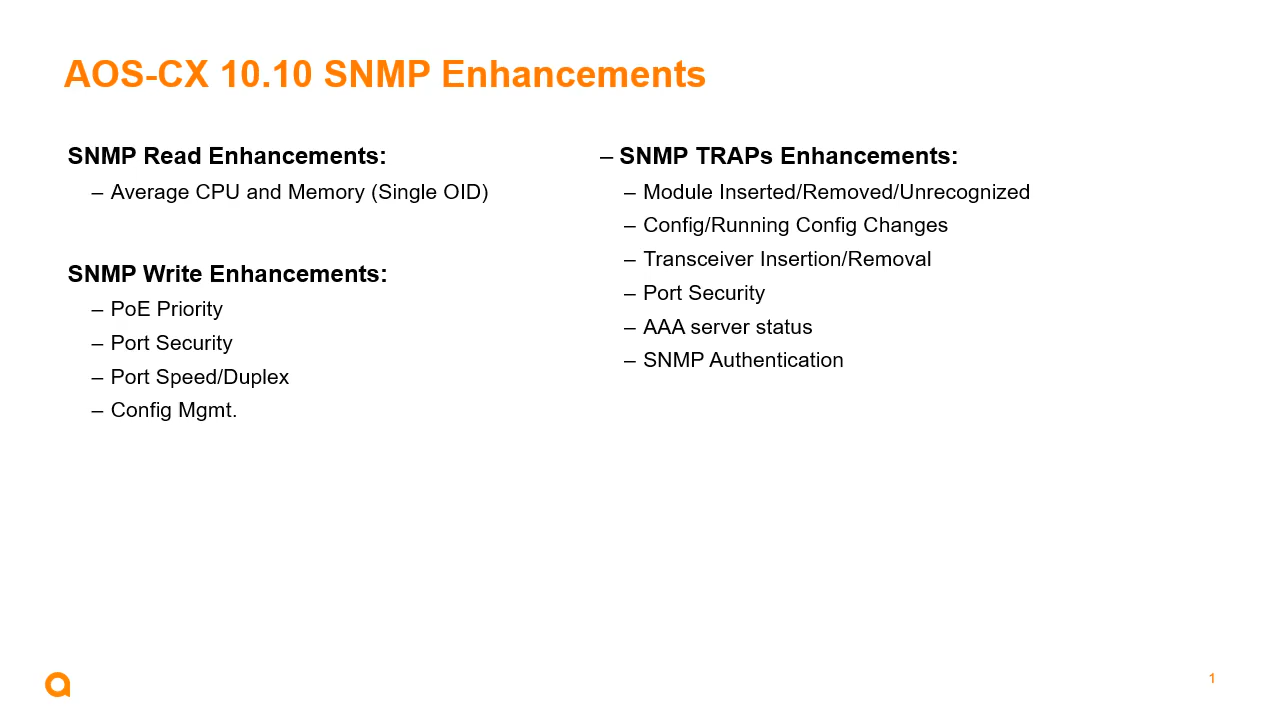 AOS-CX 10.10 SNMP Enhancements
SNMP Read Enhancements:
– Average CPU and Memory (Single OID)
SNMP Write Enhancements:
– PoE Priority
– Port Security
– Port Speed/Duplex
– Config Mgmt.
– SNMP TRAPs Enhancements:
– Module Inserted/Removed/Unrecognized
– Config/Running Config Changes
– Transceiver Insertion/Removal
– Port Security
– AAA server status
– SNMP Authentication
1